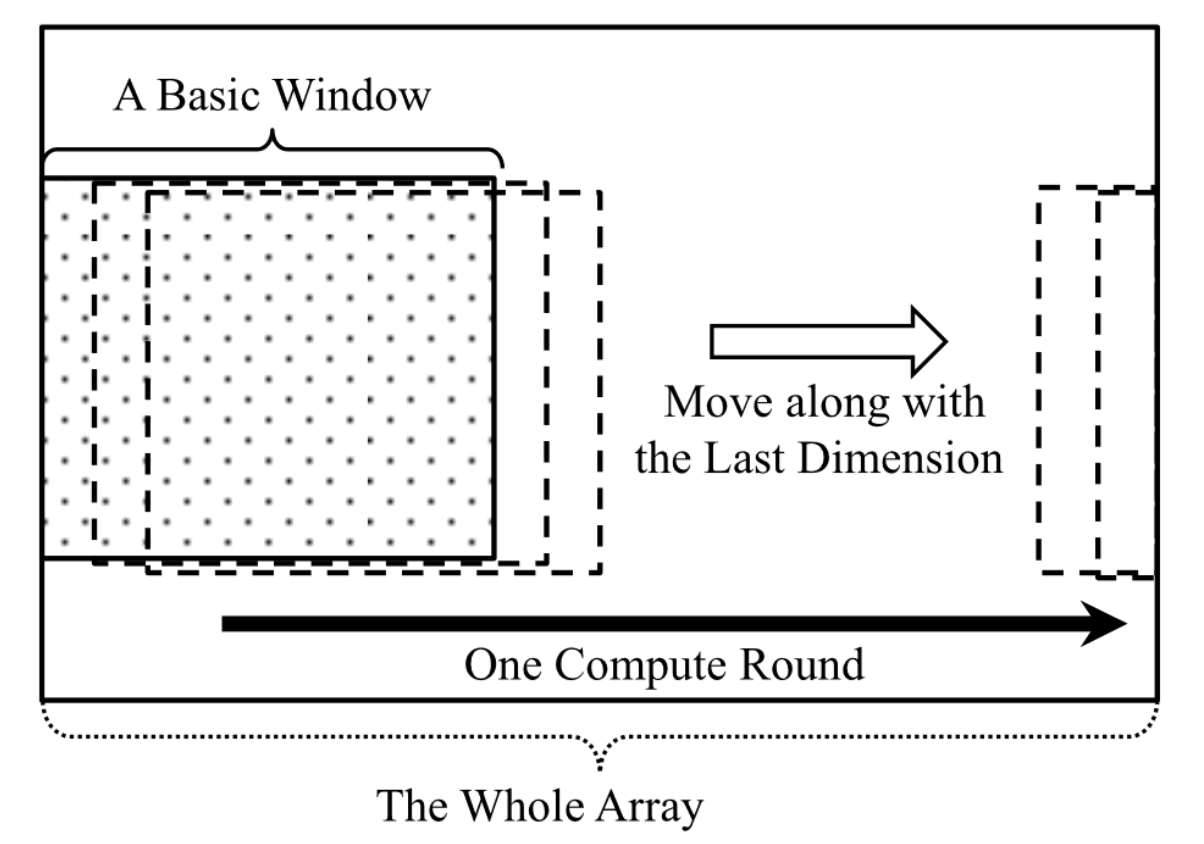 A Basic Window
Move along with
the Last Dimension
One Compute Round
The Whole Array